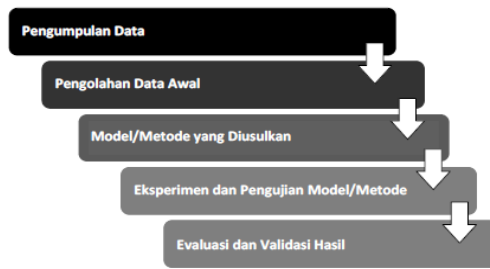 Pengumpulan Data
Pengolahan Data Awal
Model/Metode yang Diusulkan
Eksperimen dan Pengujian Model/Metode
Evaluasi dan Validasi Hasil